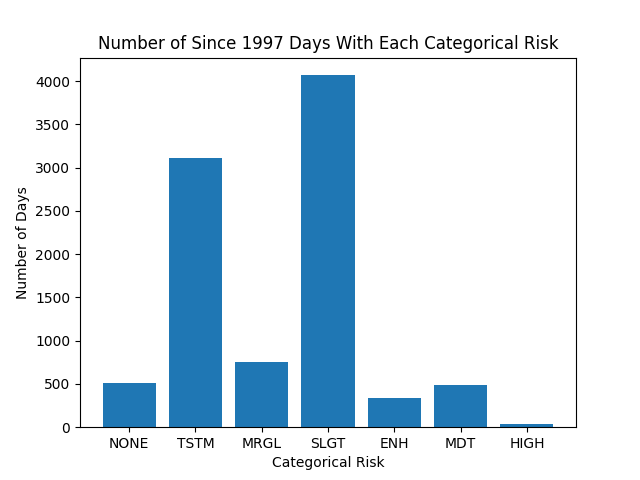 Number of Since 1997 Days With Each Categorical Risk
Number of Days
4000
3500
3000
2500
2000
1500
1000
500
0
NONE TSTM MRGL SLGT ENH MDT HIGH
Categorical Risk